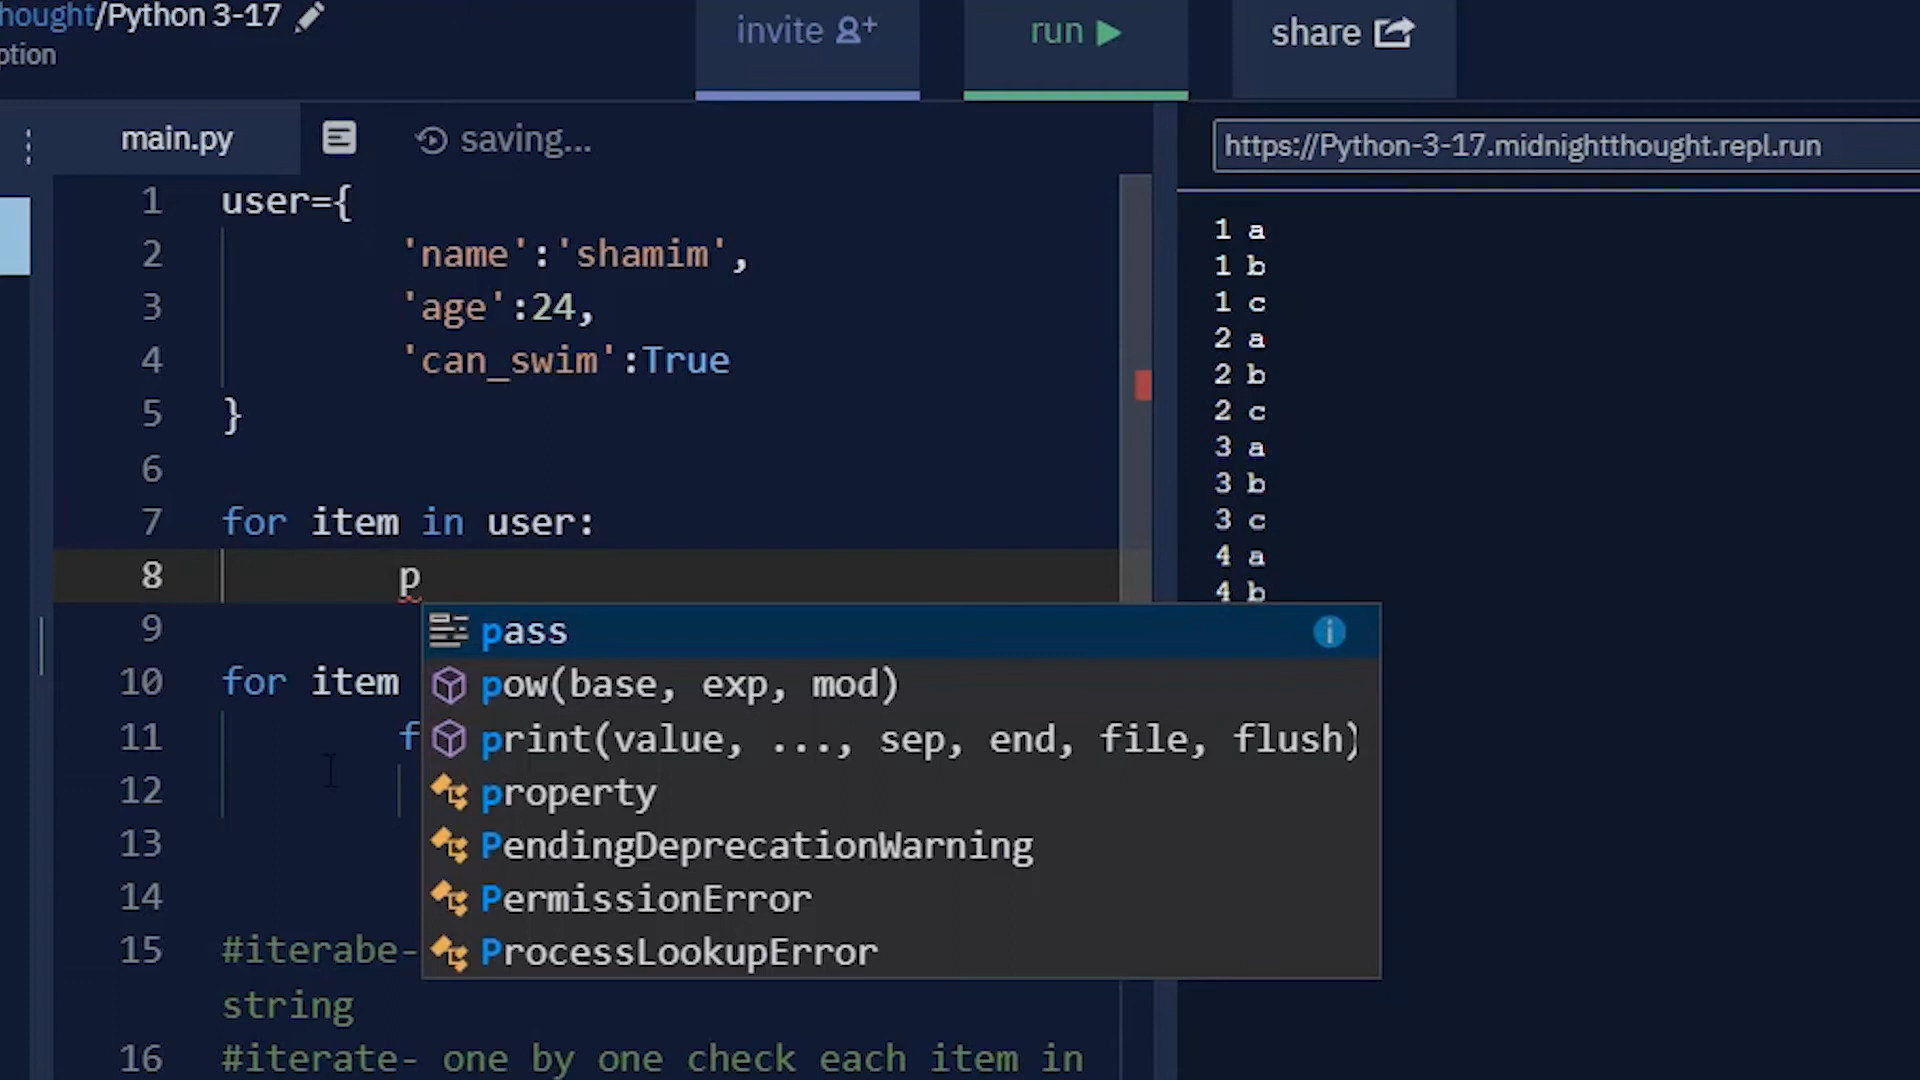 hought/Python 3-17
ption
invite
run
share
main.py
saving...
https://Python-3-17.midnightthought.repl.run
1 user={
2 'name':'shamim',
3 'age':24,
4 'can_swim':True
5 }
6
7 for item in user:
8 p
9
10 for item
11 f
12
13
14
15 #iterabe-
string
16 #iterate- one by one check each item in
pass
pow(base, exp, mod)
print(value, ..., sep, end, file, flush)
property
PendingDeprecationWarning
PermissionError
ProcessLookupError
1 a
1 b
1 c
2 a
2 b
2 c
3 a
3 b
3 c
4 a
4 b